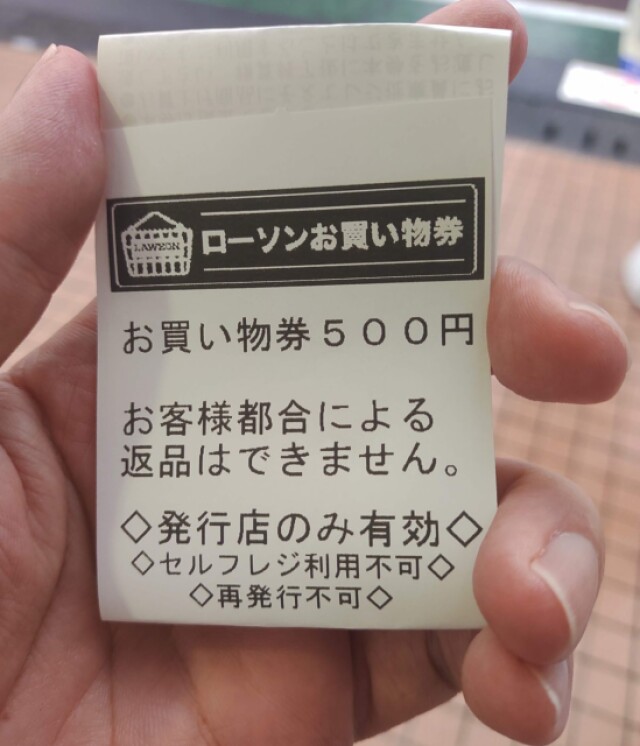 LAWSON
ローソンお買い物券
お買い物券５００円
お客様都合による
返品はできません。
◇発行店のみ有効◇
◇セルフレジ利用不可◇
◇再発行不可◇